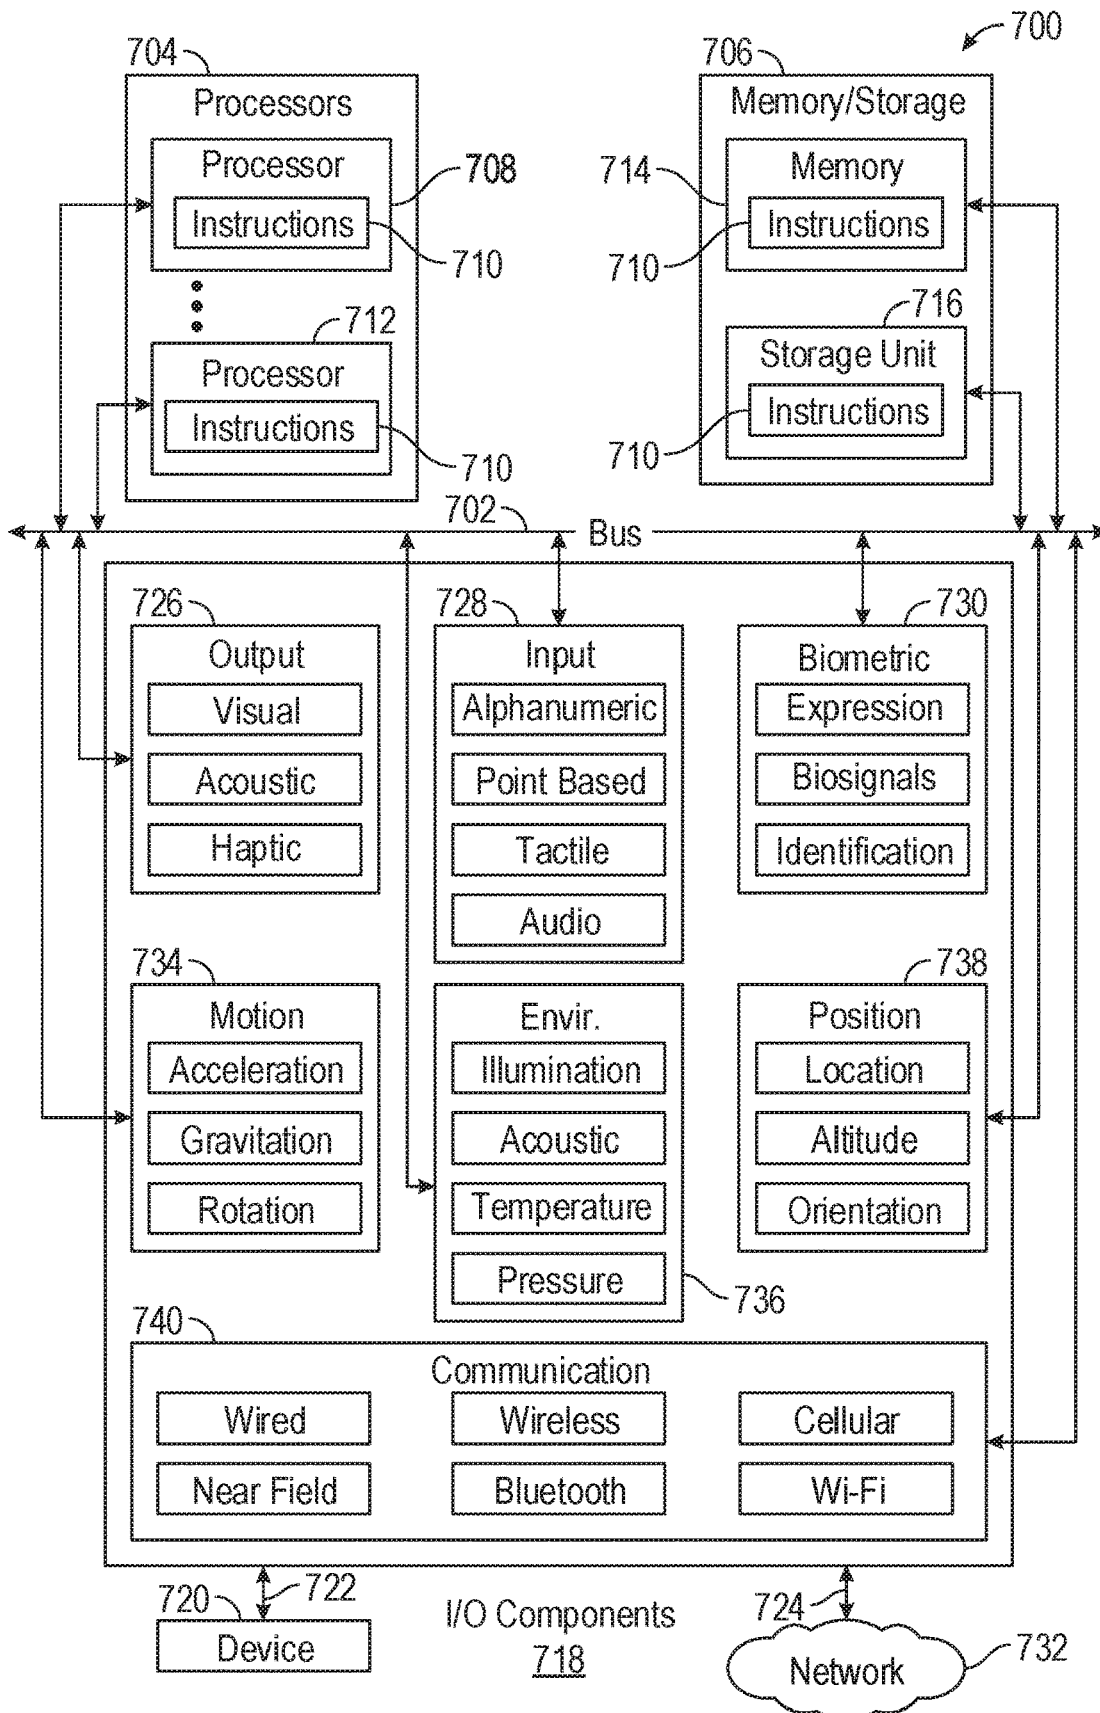 700
704
Processors
Processor
708
Instructions
710
712
Processor
Instructions
710
706
Memory/Storage
714
Memory
Instructions
710
716
Storage Unit
Instructions
710
702
Bus
726
Output
Visual
Acoustic
Haptic
728
Input
Alphanumeric
Point Based
Tactile
Audio
730
Biometric
Expression
Biosignals
Identification
734
Motion
Acceleration
Gravitation
Rotation
Envir.
Illumination
Acoustic
Temperature
Pressure
736
738
Position
Location
Altitude
Orientation
740
Communication
Wired
Wireless
Cellular
Near Field
Bluetooth
Wi-Fi
722
720
Device
I/O Components
718
724
Network
732